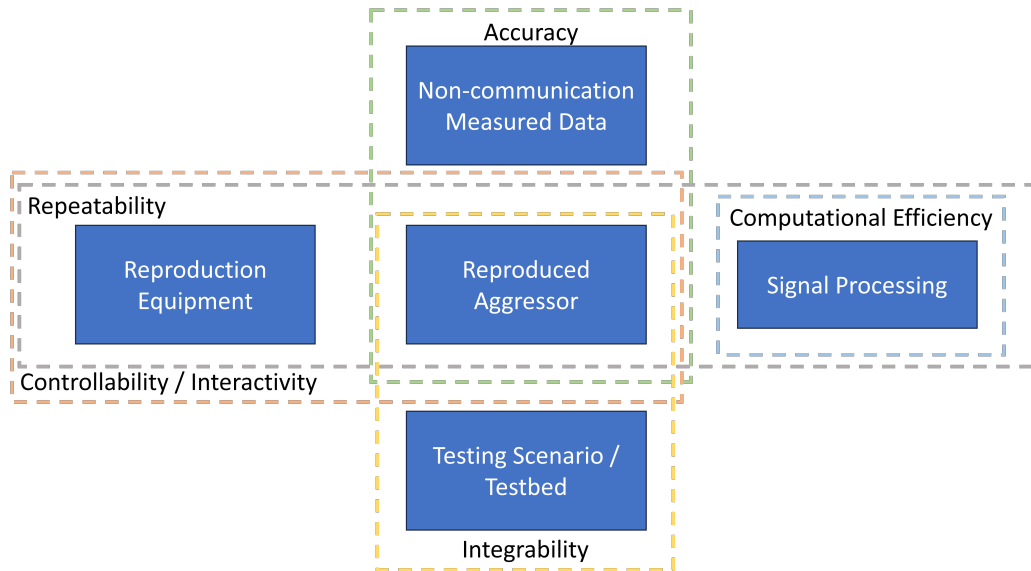 Accuracy
Non-communication
Measured Data
Repeatability
Reproduction
Equipment
Reproduced
Aggressor
Computational Efficiency
Signal Processing
Controllability / Interactivity
Testing Scenario /
Testbed
Integrability